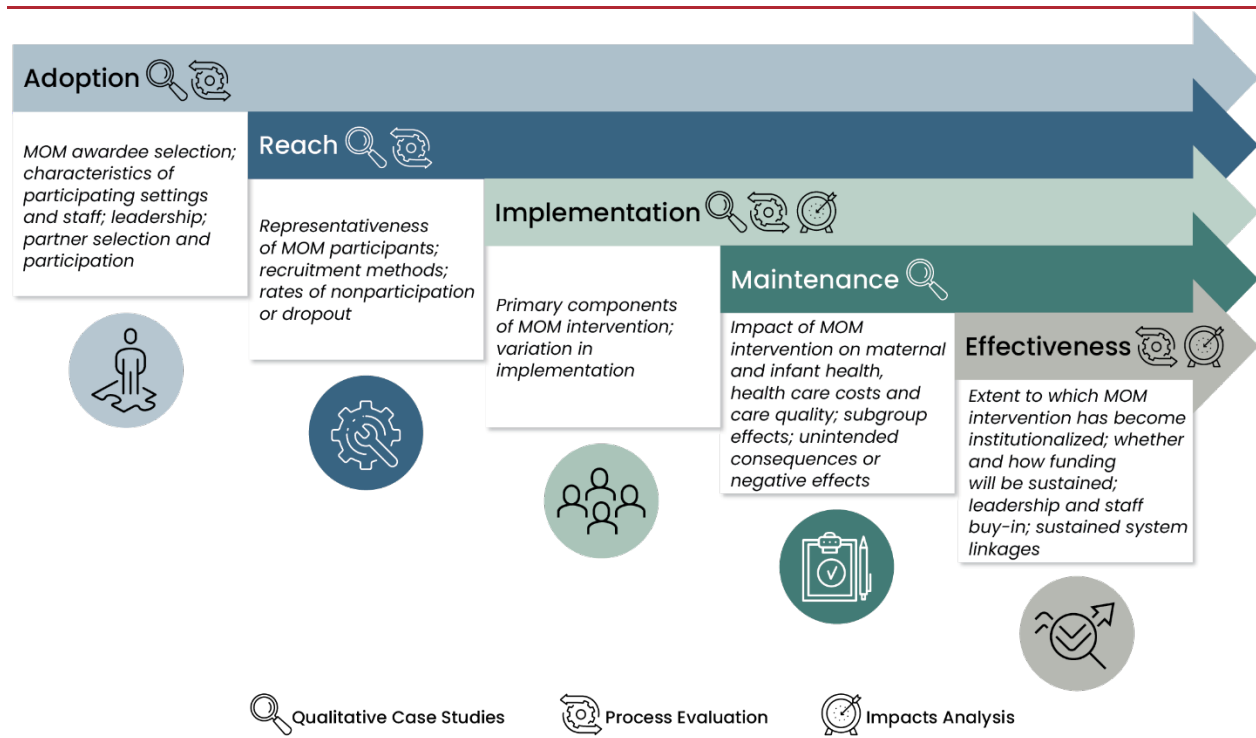 Adoption
MOM awardee selection;
characteristics of
participating settings
and staff; leadership;
partner selection and
participation
Reach
Representativeness
of MOM participants;
recruitment methods;
rates of nonparticipation
or dropout
Implementation
Primary components
of MOM intervention;
variation in
implementation
Maintenance
Impact of MOM
intervention on maternal
and infant health,
health care costs and
care quality; subgroup
effects; unintended
consequences or
negative effects
Effectiveness
Extent to which MOM
intervention has become
institutionalized; whether
and how funding
will be sustained;
leadership and staff
buy-in; sustained system
linkages
Qualitative Case Studies
Process Evaluation
Impacts Analysis